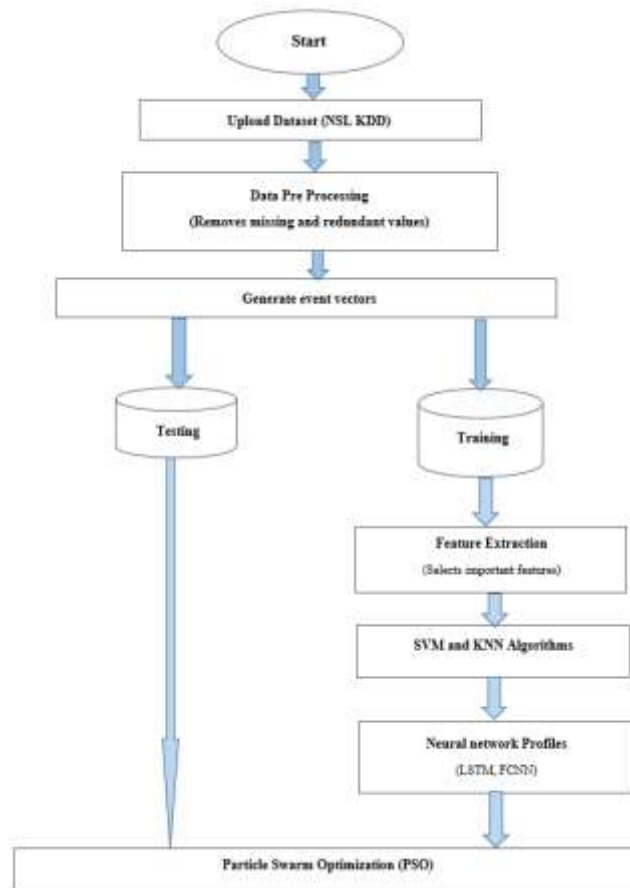 Start
Upload Dataset (NSL KDD)
Data Pre Processing
(Removes missing and redundant values)
Generate event vectors
Testing
Training
Feature Extraction
(Selects important features)
SVM and KNN Algorithms
Neural network Profiles
(LSTM, FCNN)
Particle Swarm Optimization (PSO)